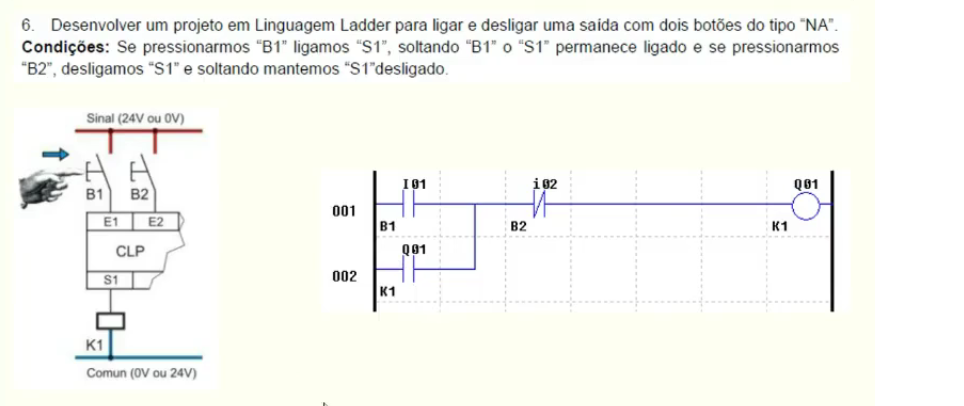 6. Desenvolver um projeto em Linguagem Ladder para ligar e desligar uma saída com dois botões do tipo “NA”.
Condições: Se pressionarmos “B1” ligamos “S1”, soltando “B1” o “S1” permanece ligado e se pressionarmos
“B2”, desligamos “S1” e soltando mantemos “S1”desligado.
Sinal (24V ou 0V)
B1 B2
E1 E2
CLP
S1
K1
Comun (0V ou 24V)
I01 i02 Q01
001
B1 B2 K1
Q01
002
K1